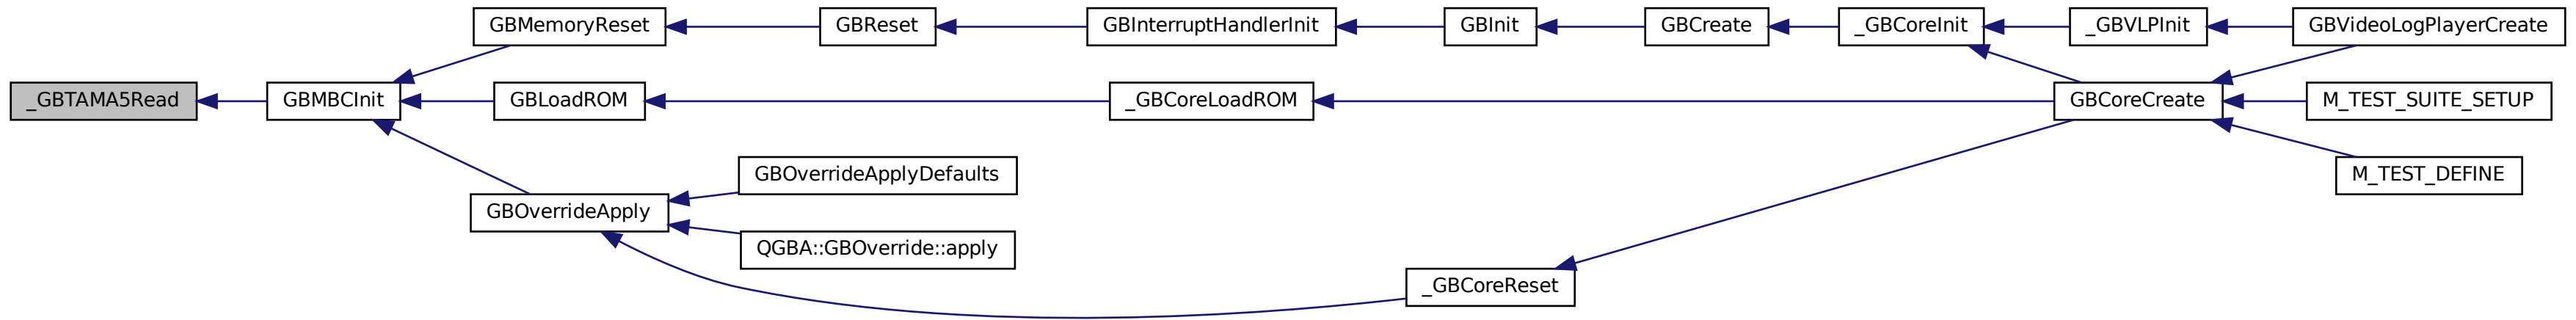 GBMemoryReset
GBReset
GBInterruptHandlerInit
GBInit
GBCreate
_GBCoreInit
_GBVLPInit
GBVideoLogPlayerCreate
_GBTAMA5Read
GBMBCInit
GBLoadROM
_GBCoreLoadROM
GBCoreCreate
M_TEST_SUITE_SETUP
GBOverrideApplyDefaults
M_TEST_DEFINE
GBOverrideApply
QGBA::GBOverride::apply
_GBCoreReset